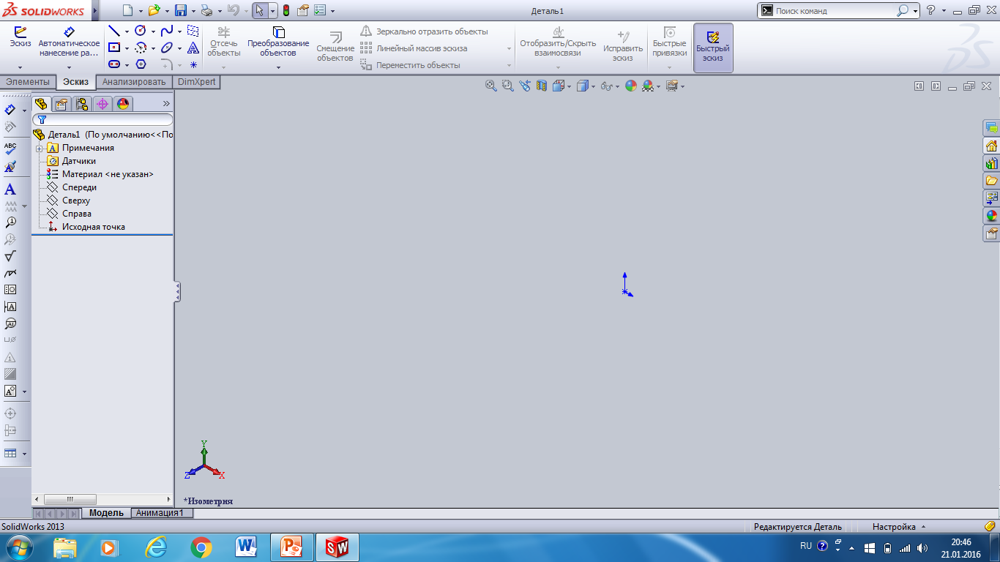 SOLIDWORKS
Деталь1
Поиск команд
Эскиз
Автоматическое
нанесение ра...
Отсечь
объекты
Преобразование
объектов
Смещение
объектов
Зеркально отразить объекты
Линейный массив эскиза
Переместить объекты
Отобразить/Скрыть
взаимосвязи
Исправить
эскиз
Быстрые
привязки
Быстрый
эскиз
Элементы
Эскиз
Анализировать
DimXpert
Деталь1 (По умолчанию<<По
Примечания
Датчики
Материал <не указан>
Спереди
Сверху
Справа
Исходная точка
ABC
Y
Z
X
*Изометрия
Модель
Анимация1
SolidWorks 2013
Редактируется Деталь
Настройка
RU
20:46
21.01.2016